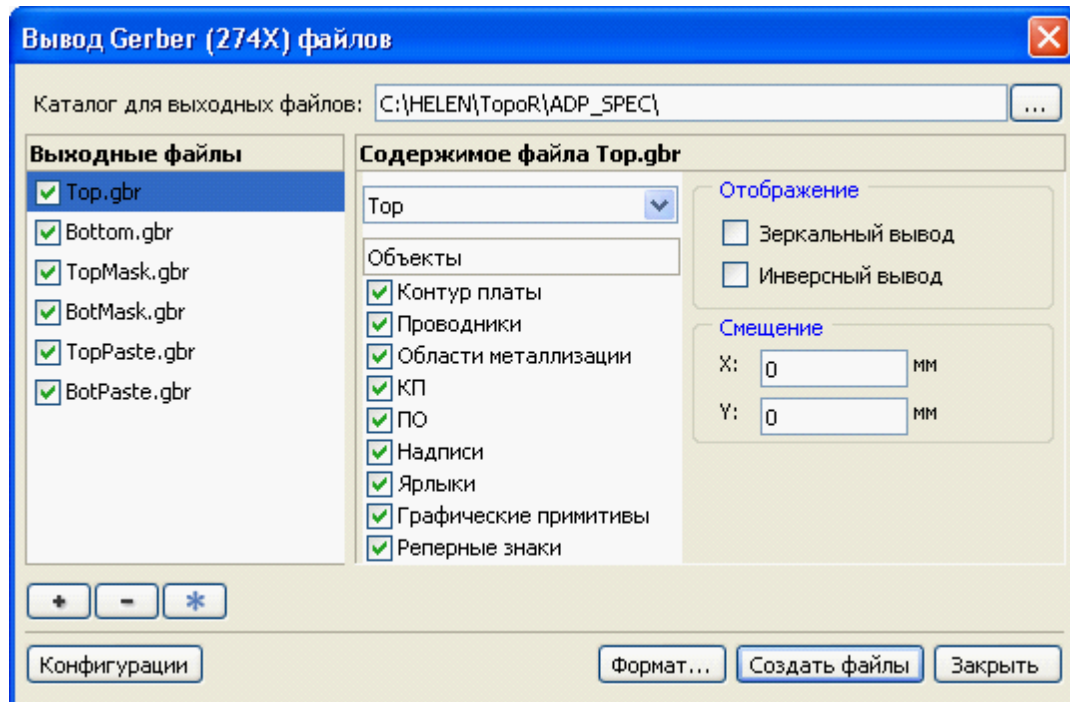 Вывод Gerber (274X) файлов
Каталог для выходных файлов: C:\HELEN\TopoR\ADP_SPEC\ ...
Выходные файлы
Top.gbr
Bottom.gbr
TopMask.gbr
BotMask.gbr
TopPaste.gbr
BotPaste.gbr
Содержимое файла Top.gbr
Top
Объекты
Контур платы
Проводники
Области металлизации
КП
ПО
Надписи
Ярлыки
Графические примитивы
Реперные знаки
Отображение
Зеркальный вывод
Инверсный вывод
Смещение
X: 0 мм
Y: 0 мм
+ - *
Конфигурации Формат... Создать файлы Закрыть